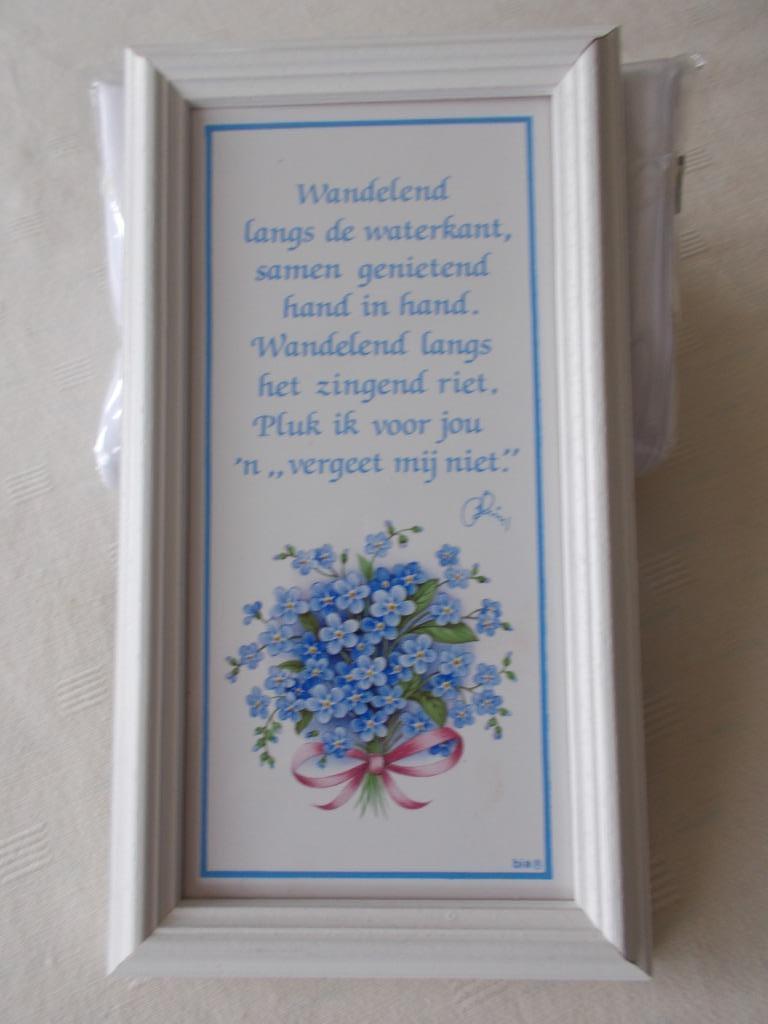 Wandelend
langs de waterkant,
samen genietend
hand in hand.
Wandelend langs
het zingend riet.
Pluk ik voor jou
'n „vergeet mij niet."